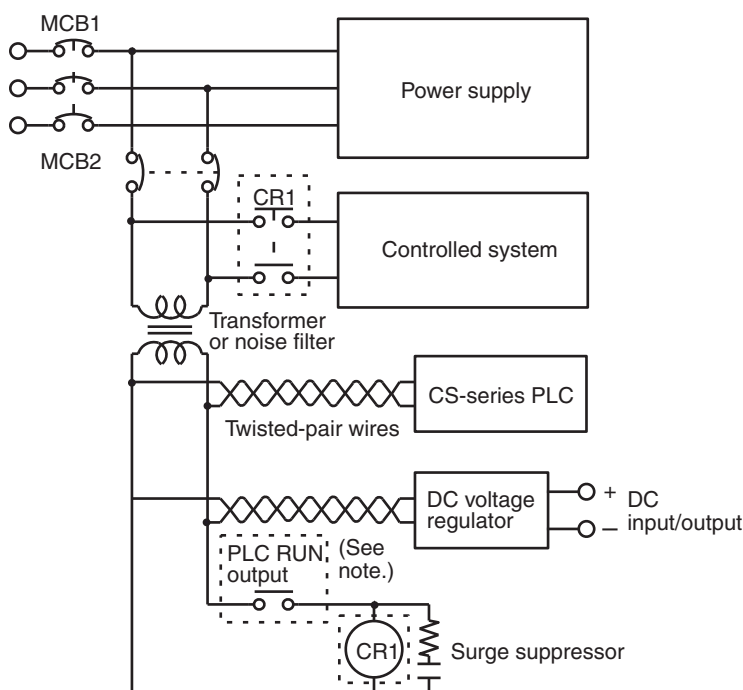 MCB1
Power supply
MCB2
CR1
Controlled system
Transformer
or noise filter
CS-series PLC
Twisted-pair wires
DC voltage
regulator
+
–
DC
input/output
PLC RUN
output
(See
note.)
CR1
Surge suppressor